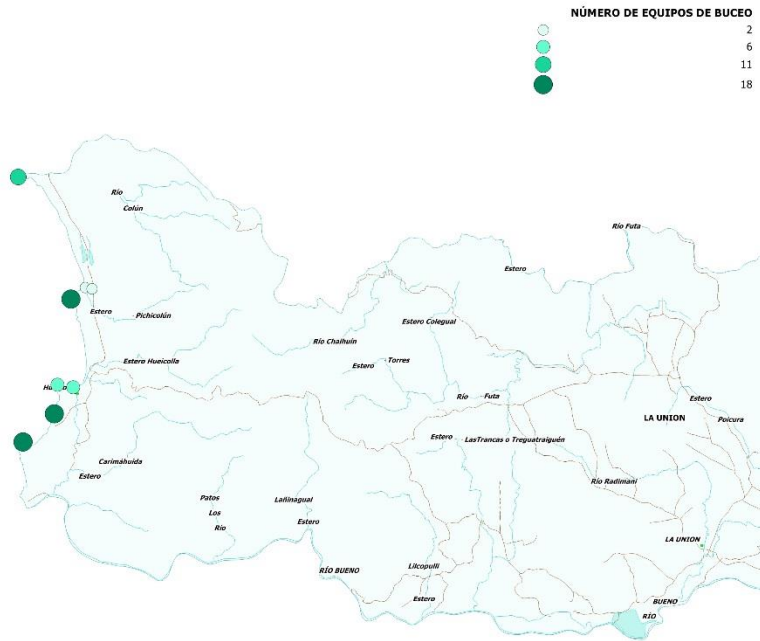 NÚMERO DE EQUIPOS DE BUCEO
2
6
11
18
Río
Colún
Río Futa
Estero
Estero
Pichicolún
Estero Colegual
Río Chaihuín
Torres
Estero
Estero Hueicolla
Río Futa
Estero
LA UNION
Poicura
Estero
LasTrancas o Treguatraiguén
Carimahuida
Estero
Río Radimani
Patos
Los
Río
Lañinagual
Estero
LA UNION
RÍO BUENO
Lilcopulli
Estero
BUENO
RÍO